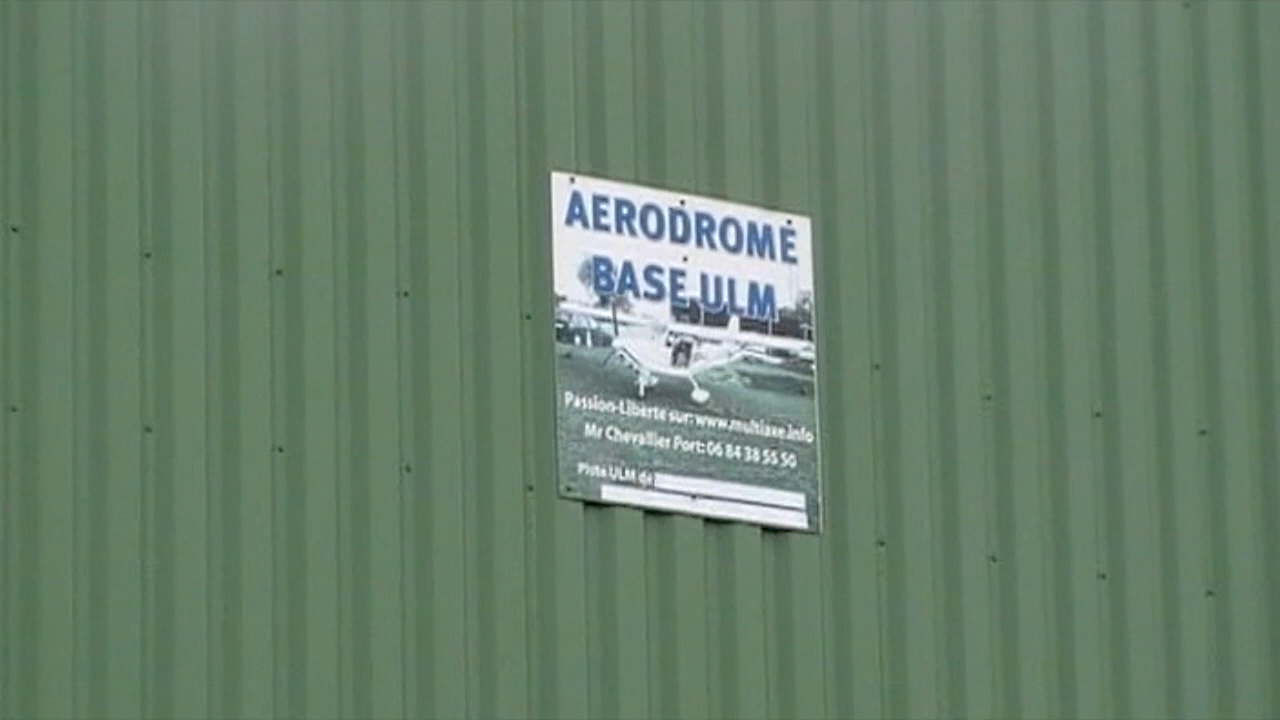 AERODROME
BASE ULM
Passion-Liberté sur: www.multiaxe.info
Mr Chevallier Port: 06 84 38 55 50
Piste ULM de